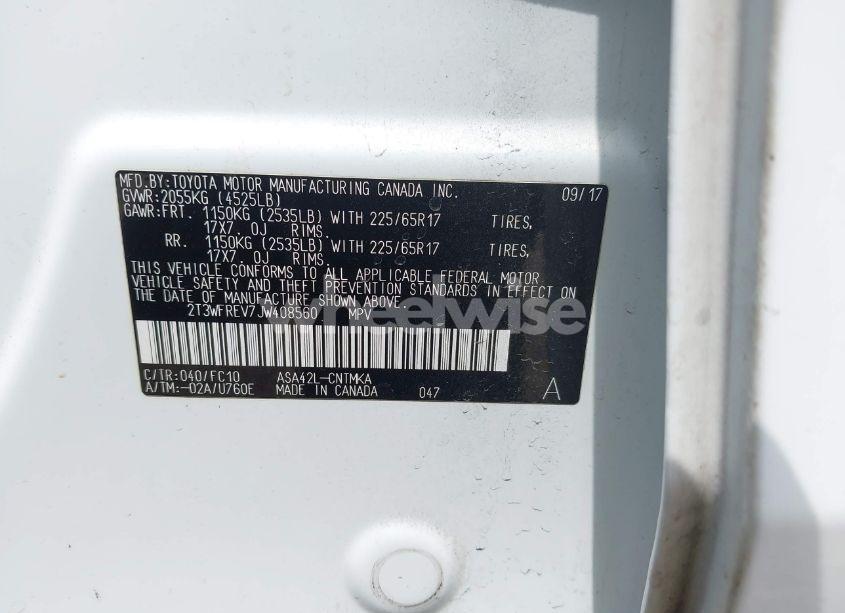 MFD.BY:TOYOTA MOTOR MANUFACTURING CANADA INC. 09/17
GVWR:2055KG (4525LB)
GAWR:FRT. 1150KG (2535LB) WITH 225/65R17 TIRES,
17X7.0J RIMS.
RR. 1150KG (2535LB) WITH 225/65R17 TIRES,
17X7.0J RIMS.
THIS VEHICLE CONFORMS TO ALL APPLICABLE FEDERAL MOTOR
VEHICLE SAFETY AND THEFT PREVENTION STANDARDS IN EFFECT ON
THE DATE OF MANUFACTURE SHOWN ABOVE.
2T3WFREV7JW408560 MPV
wheelwise
C/TR:040/FC10 ASA42L-CNTMKA
A/TM:-02A/U760E MADE IN CANADA 047 A